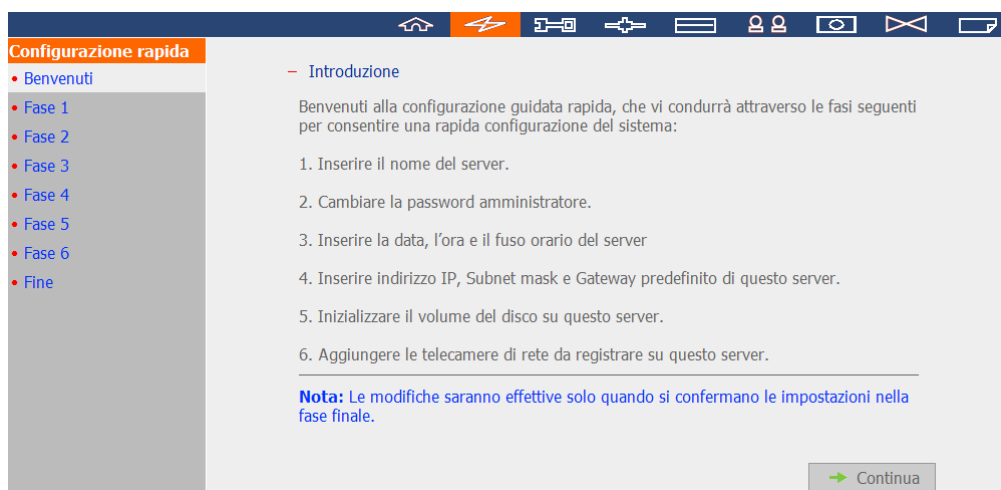 Configurazione rapida
• Benvenuti
• Fase 1
• Fase 2
• Fase 3
• Fase 4
• Fase 5
• Fase 6
• Fine
– Introduzione
Benvenuti alla configurazione guidata rapida, che vi condurrà attraverso le fasi seguenti
per consentire una rapida configurazione del sistema:
1. Inserire il nome del server.
2. Cambiare la password amministratore.
3. Inserire la data, l'ora e il fuso orario del server
4. Inserire indirizzo IP, Subnet mask e Gateway predefinito di questo server.
5. Inizializzare il volume del disco su questo server.
6. Aggiungere le telecamere di rete da registrare su questo server.
Nota: Le modifiche saranno effettive solo quando si confermano le impostazioni nella
fase finale.
Continua